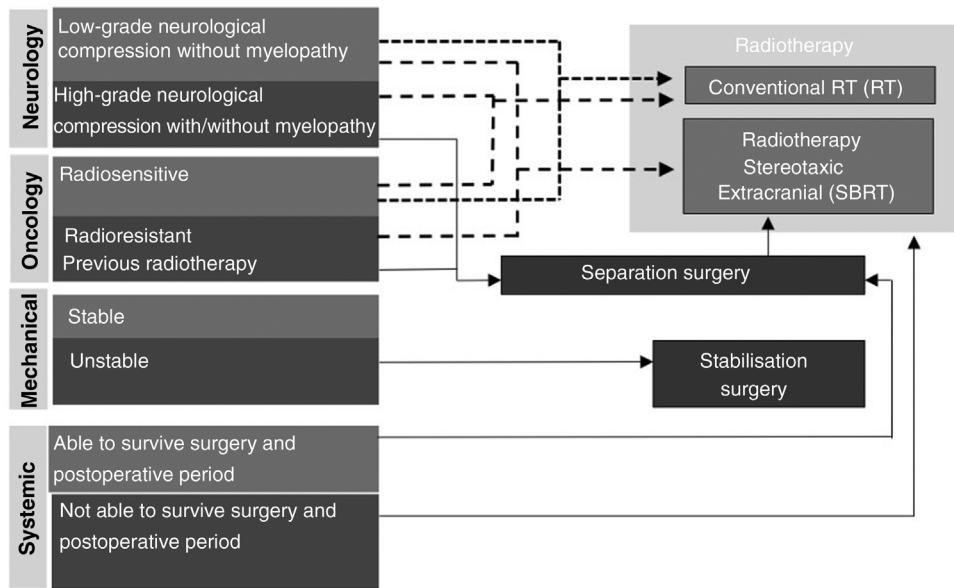 Neurology
Low-grade neurological
compression without myelopathy
High-grade neurological
compression with/without myelopathy
Oncology
Radiosensitive
Radioresistant
Previous radiotherapy
Mechanical
Stable
Unstable
Systemic
Able to survive surgery and
postoperative period
Not able to survive surgery and
postoperative period
Radiotherapy
Conventional RT (RT)
Radiotherapy
Stereotaxic
Extracranial (SBRT)
Separation surgery
Stabilisation
surgery